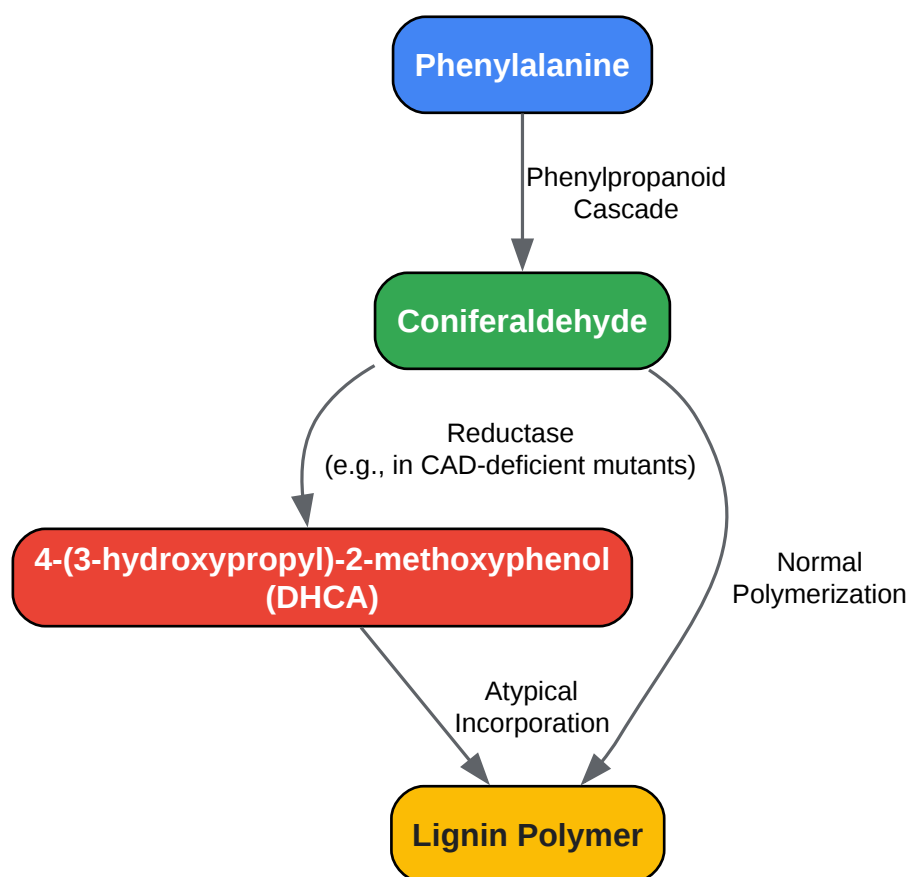 Phenylalanine
Phenylpropanoid
Cascade
Coniferaldehyde
Reductase
(e.g., in CAD-deficient mutants)
4-(3-hydroxypropyl)-2-methoxyphenol
(DHCA)
Normal
Polymerization
Atypical
Incorporation
Lignin Polymer